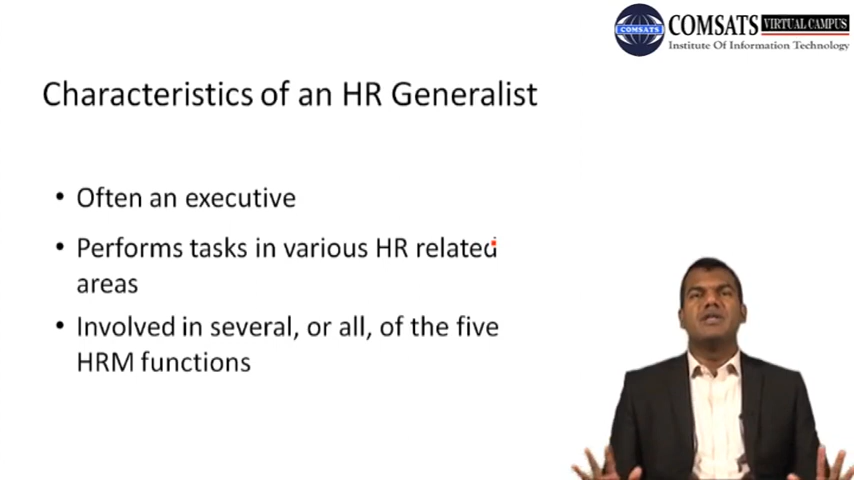 COMSATS VIRTUAL CAMPUS
Institute Of Information Technology
Characteristics of an HR Generalist
• Often an executive
• Performs tasks in various HR related
areas
• Involved in several, or all, of the five
HRM functions